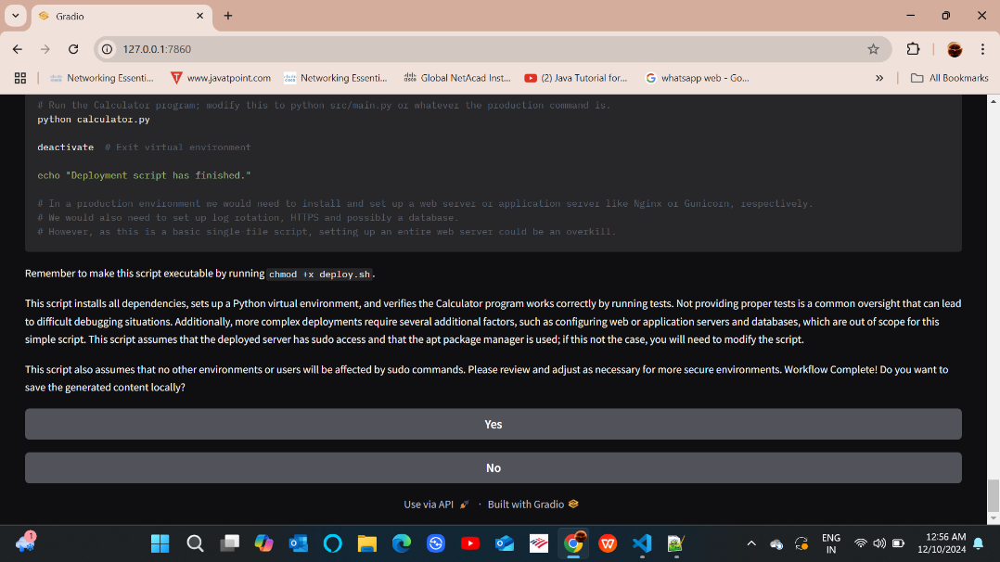 Gradio
127.0.0.1:7860
Networking Essenti...
www.javatpoint.com
Networking Essenti...
Global NetAcad Inst...
(2) Java Tutorial for...
whatsapp web - Go...
»
All Bookmarks
# Run the Calculator program; modify this to python src/main.py or whatever the production command is.
python calculator.py
deactivate # Exit virtual environment
echo "Deployment script has finished."
# In a production environment we would need to install and set up a web server or application server like Nginx or Gunicorn, respectively.
# We would also need to set up log rotation, HTTPS and possibly a database.
# However, as this is a basic single file script, setting up an entire web server could be an overkill.
Remember to make this script executable by running chmod +x deploy.sh.
This script installs all dependencies, sets up a Python virtual environment, and verifies the Calculator program works correctly by running tests. Not providing proper tests is a common oversight that can lead
to difficult debugging situations. Additionally, more complex deployments require several additional factors, such as configuring web or application servers and databases, which are out of scope for this
simple script. This script assumes that the deployed server has sudo access and that the apt package manager is used; if this not the case, you will need to modify the script.
This script also assumes that no other environments or users will be affected by sudo commands. Please review and adjust as necessary for more secure environments. Workflow Complete! Do you want to
save the generated content locally?
Yes
No
Use via API · Built with Gradio
1
ENG
IN
12:56 AM
12/10/2024